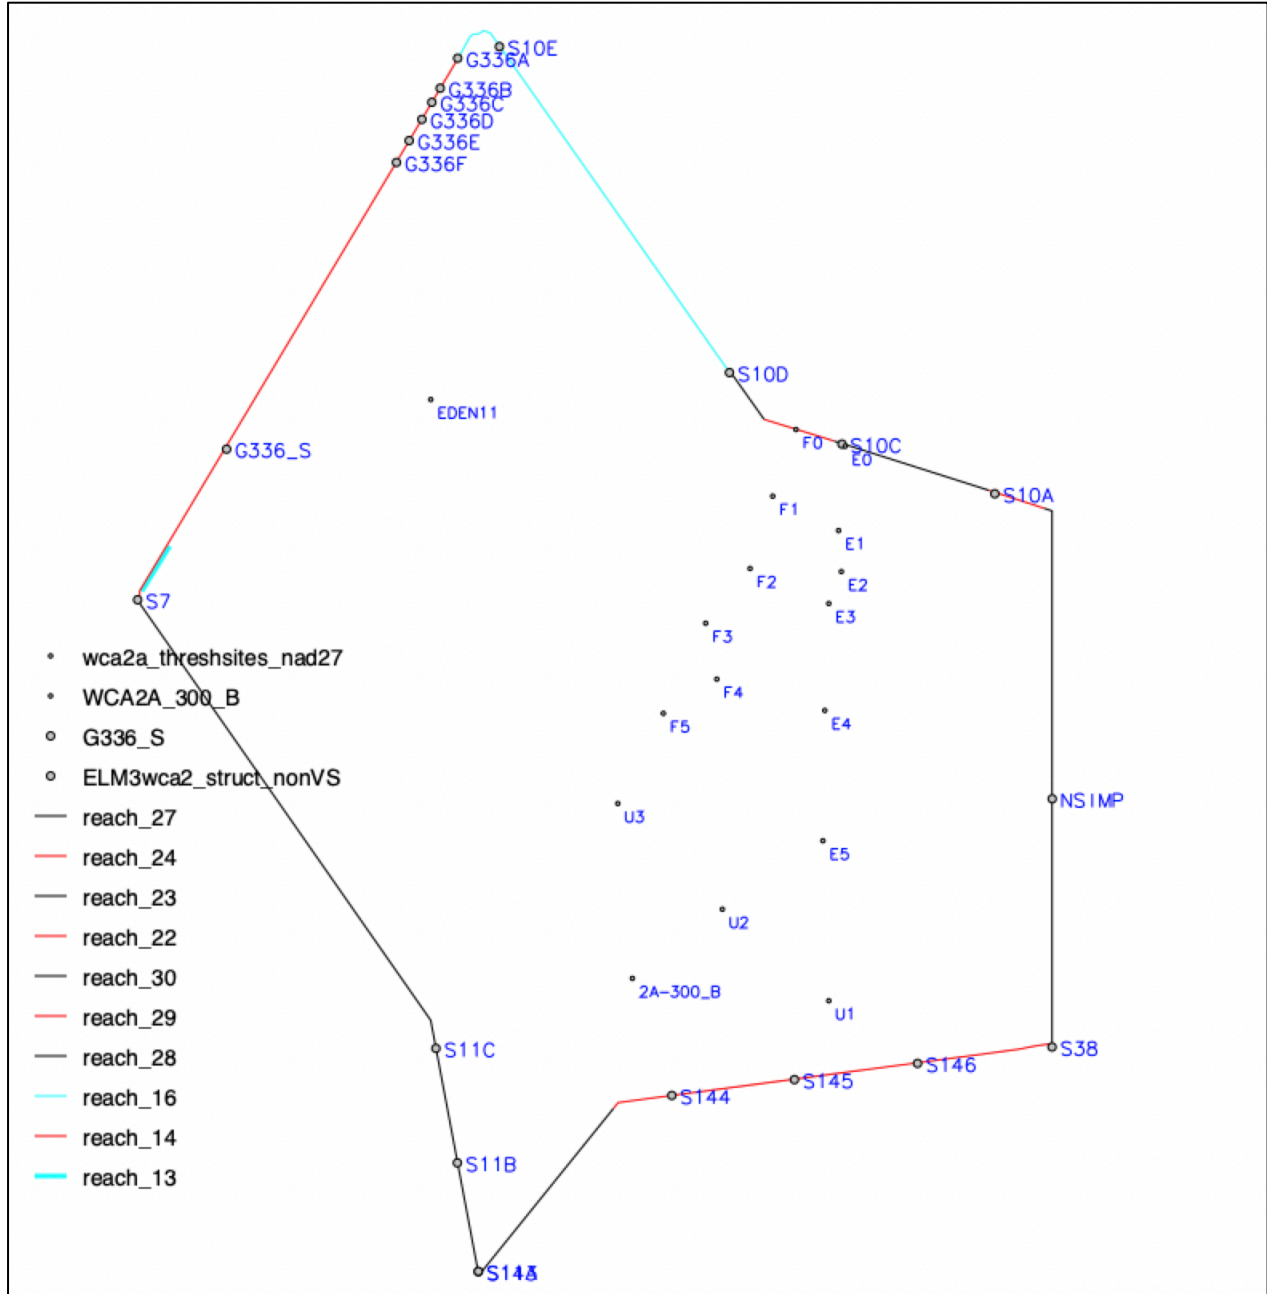 S10E
G336A
G336B
G336C
G336D
G336E
G336F
S10D
EDEN11
F0
S10C
E0
G336_S
S10A
F1
E1
F2
E2
S7
E3
F3
wca2a_threshsites_nad27
F4
WCA2A_300_B
F5
E4
G336_S
ELM3wca2_struct_nonVS
NSIMP
reach_27
U3
reach_24
E5
reach_23
U2
reach_22
reach_30
2A-300_B
U1
reach_29
S11C
S38
reach_28
S146
S145
reach_16
S144
reach_14
S11B
reach_13